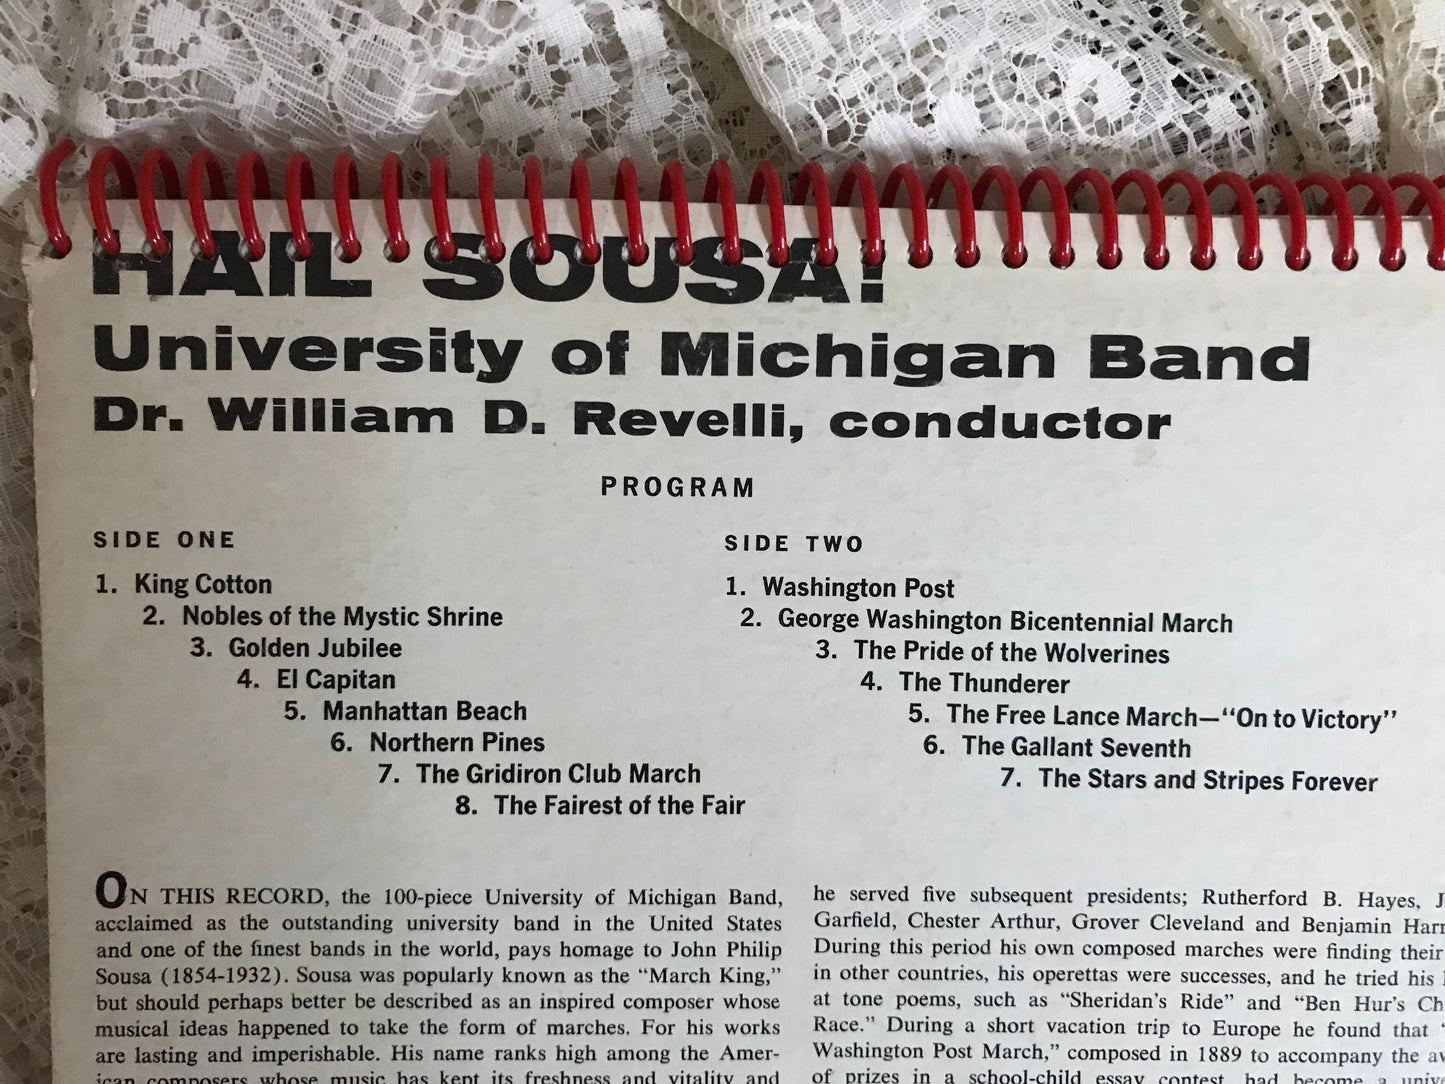 HAIL SOUSA!
University of Michigan Band
Dr. William D. Revelli, conductor
PROGRAM
SIDE ONE
1. King Cotton
2. Nobles of the Mystic Shrine
3. Golden Jubilee
4. El Capitan
5. Manhattan Beach
6. Northern Pines
7. The Gridiron Club March
8. The Fairest of the Fair
SIDE TWO
1. Washington Post
2. George Washington Bicentennial March
3. The Pride of the Wolverines
4. The Thunderer
5. The Free Lance March—“On to Victory”
6. The Gallant Seventh
7. The Stars and Stripes Forever
ON THIS RECORD, the 100-piece University of Michigan Band,
acclaimed as the outstanding university band in the United States
and one of the finest bands in the world, pays homage to John Philip
Sousa (1854-1932). Sousa was popularly known as the “March King,”
but should perhaps better be described as an inspired composer whose
musical ideas happened to take the form of marches. For his works
are lasting and imperishable. His name ranks high among the Amer-
ican composers whose music has kept its freshness and vitality and
he served five subsequent presidents; Rutherford B. Hayes,
Garfield, Chester Arthur, Grover Cleveland and Benjamin
During this period his own composed marches were finding their
in other countries, his operettas were successes, and he tried his
at tone poems, such as “Sheridan’s Ride” and “Ben Hur’s
Race.” During a short vacation trip to Europe he found that
Washington Post March,” composed in 1889 to accompany the
of prizes in a school-child essay contest, had become